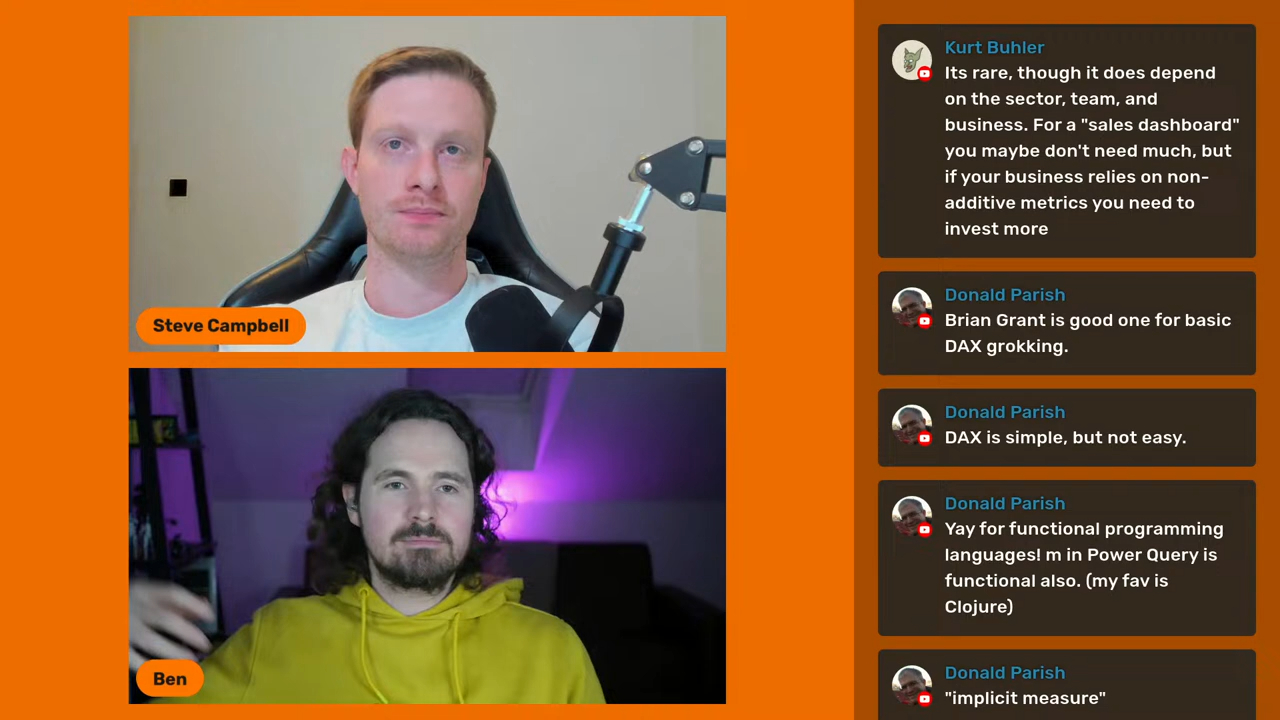 Steve Campbell
Ben
Kurt Buhler
Its rare, though it does depend
on the sector, team, and
business. For a "sales dashboard"
you maybe don't need much, but
if your business relies on non-
additive metrics you need to
invest more
Donald Parish
Brian Grant is good one for basic
DAX grokking.
Donald Parish
DAX is simple, but not easy.
Donald Parish
Yay for functional programming
languages! m in Power Query is
functional also. (my fav is
Clojure)
Donald Parish
"implicit measure"